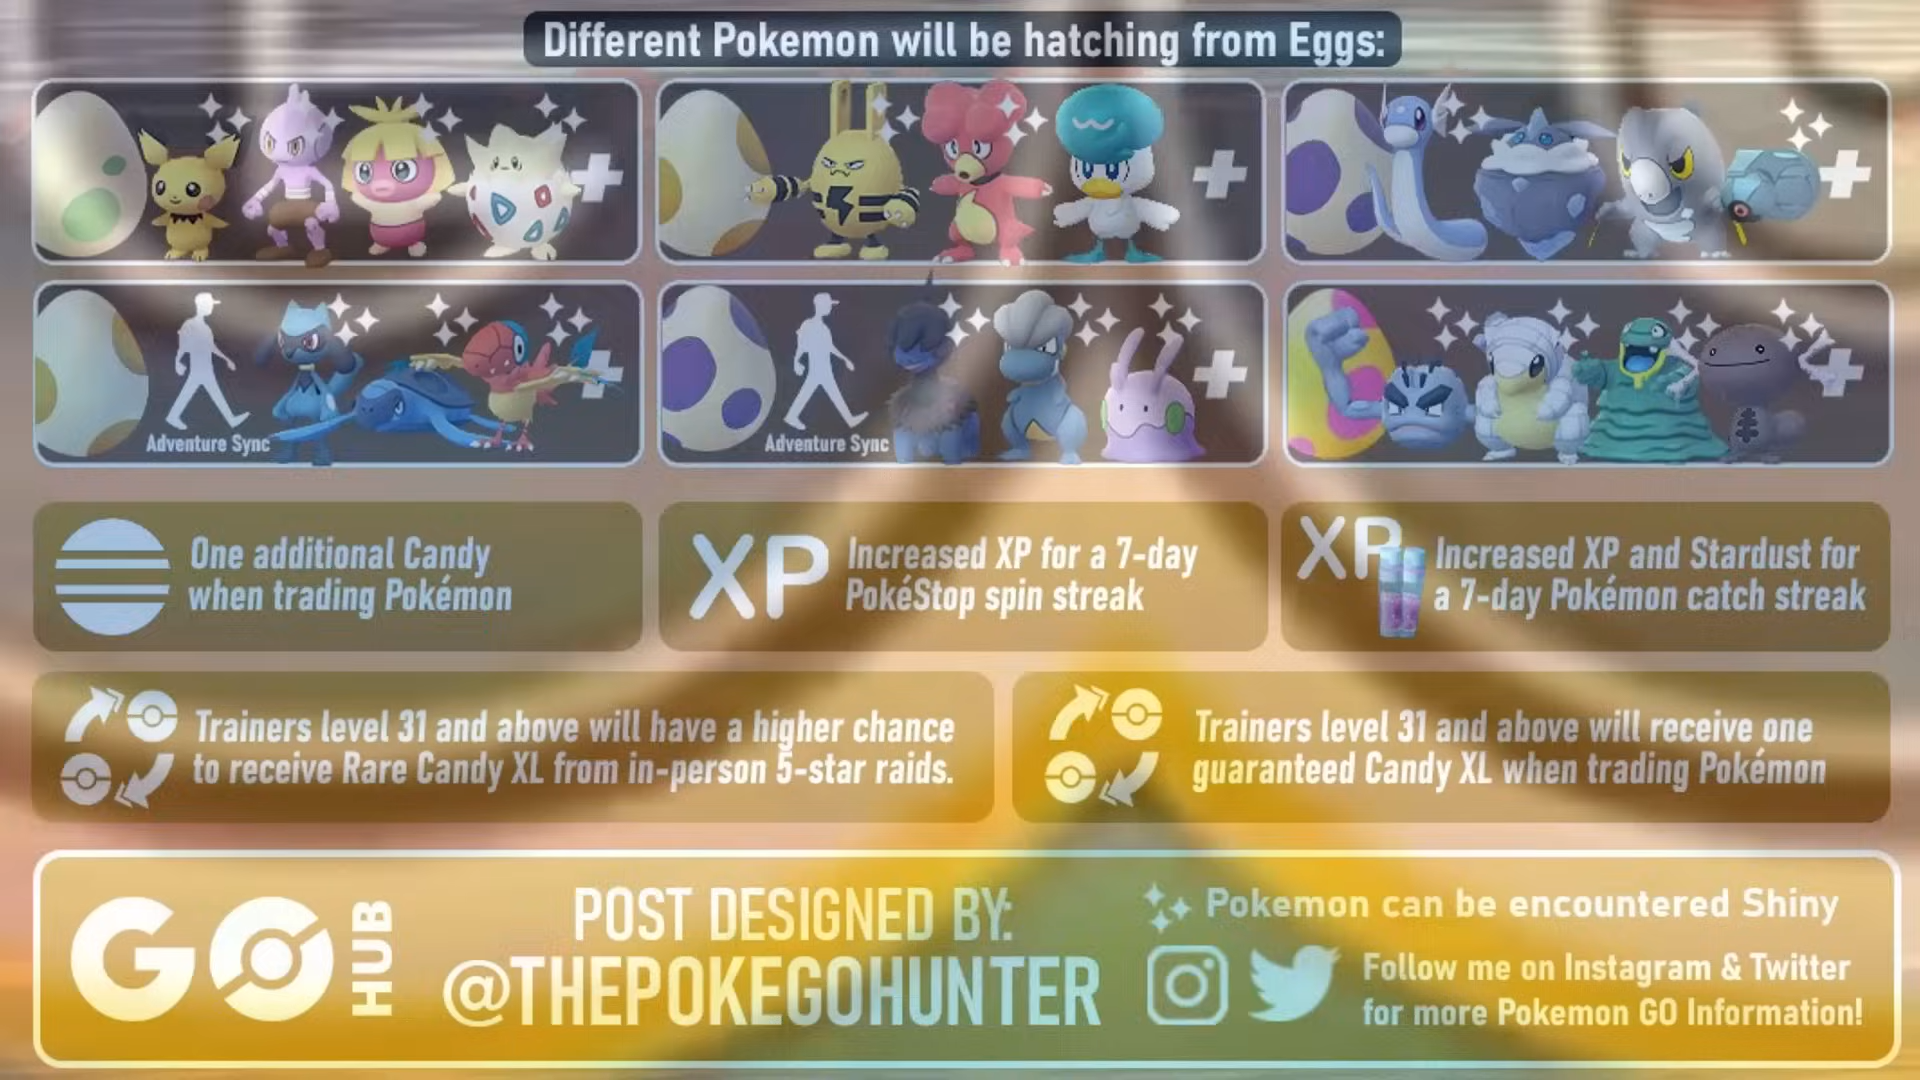 Different Pokemon will be hatching from Eggs:
Adventure Sync
Adventure Sync
One additional Candy
when trading Pokémon
XP
Increased XP for a 7-day
PokéStop spin streak
XP
Increased XP and Stardust for
a 7-day Pokémon catch streak
Trainers level 31 and above will have a higher chance
to receive Rare Candy XL from in-person 5-star raids.
Trainers level 31 and above will receive one
guaranteed Candy XL when trading Pokémon
GO HUB
POST DESIGNED BY:
@THEPOKEGOHUNTER
Pokemon can be encountered Shiny
Follow me on Instagram & Twitter
for more Pokemon GO Information!